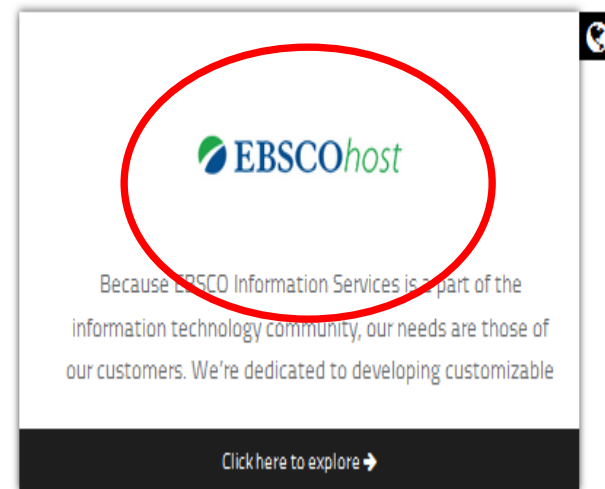 EBSCOhost
Because EBSCO Information Services is a part of the
information technology community, our needs are those of
our customers. We're dedicated to developing customizable
Click here to explore